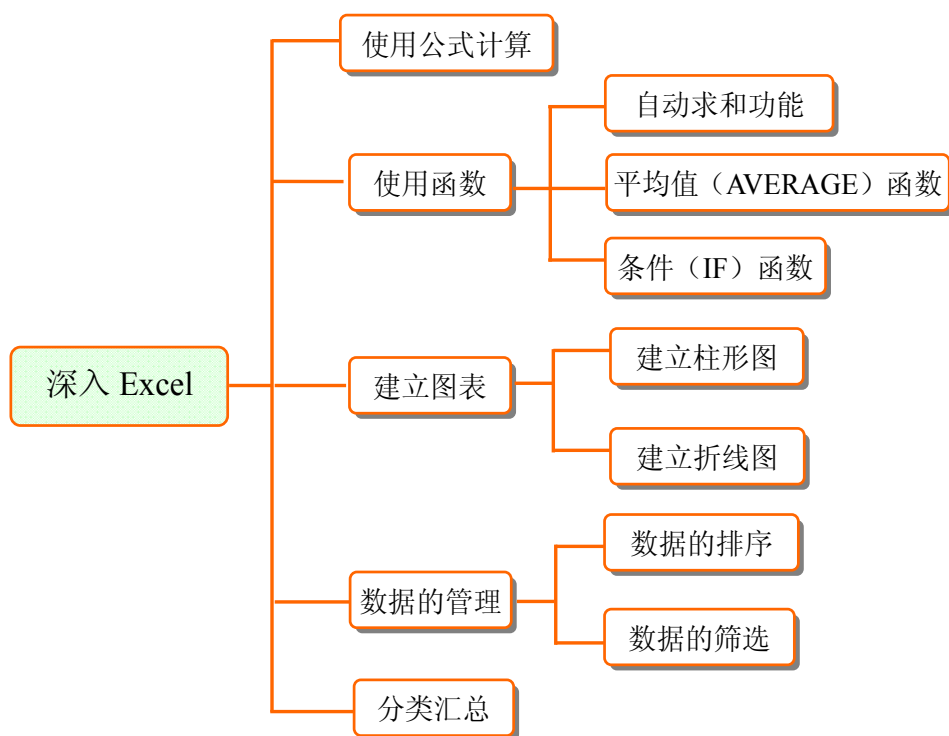 深入 Excel
使用公式计算
使用函数
自动求和功能
平均值（AVERAGE）函数
条件（IF）函数
建立图表
建立柱形图
建立折线图
数据的管理
数据的排序
数据的筛选
分类汇总